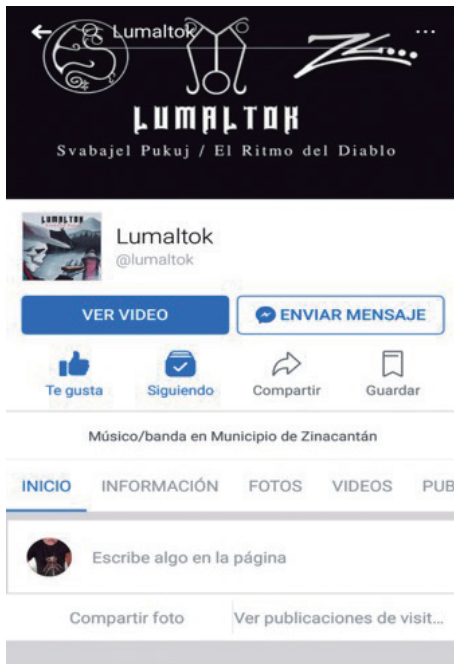 Lumaltok
LUMALTOK
Svabajel Pukuj / El Ritmo del Diablo
LUMALTOK
Lumaltok
@lumaltok
VER VIDEO
ENVIAR MENSAJE
Te gusta
Siguiendo
Compartir
Guardar
Músico/banda en Municipio de Zinacantán
INICIO
INFORMACIÓN
FOTOS
VIDEOS
PUB
Escribe algo en la página
Compartir foto
Ver publicaciones de visit...